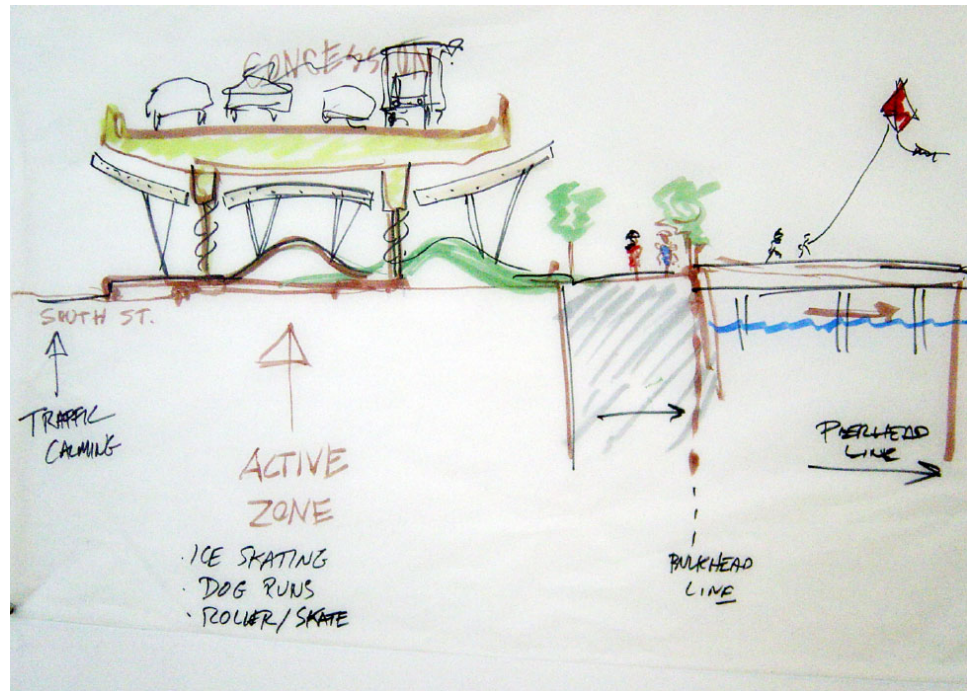 CONCESSION
SOUTH ST.
TRAFFIC
CALMING
ACTIVE
ZONE
· ICE SKATING
· DOG RUNS
· ROLLER/SKATE
BULKHEAD
LINE
PIERHEAD
LINE